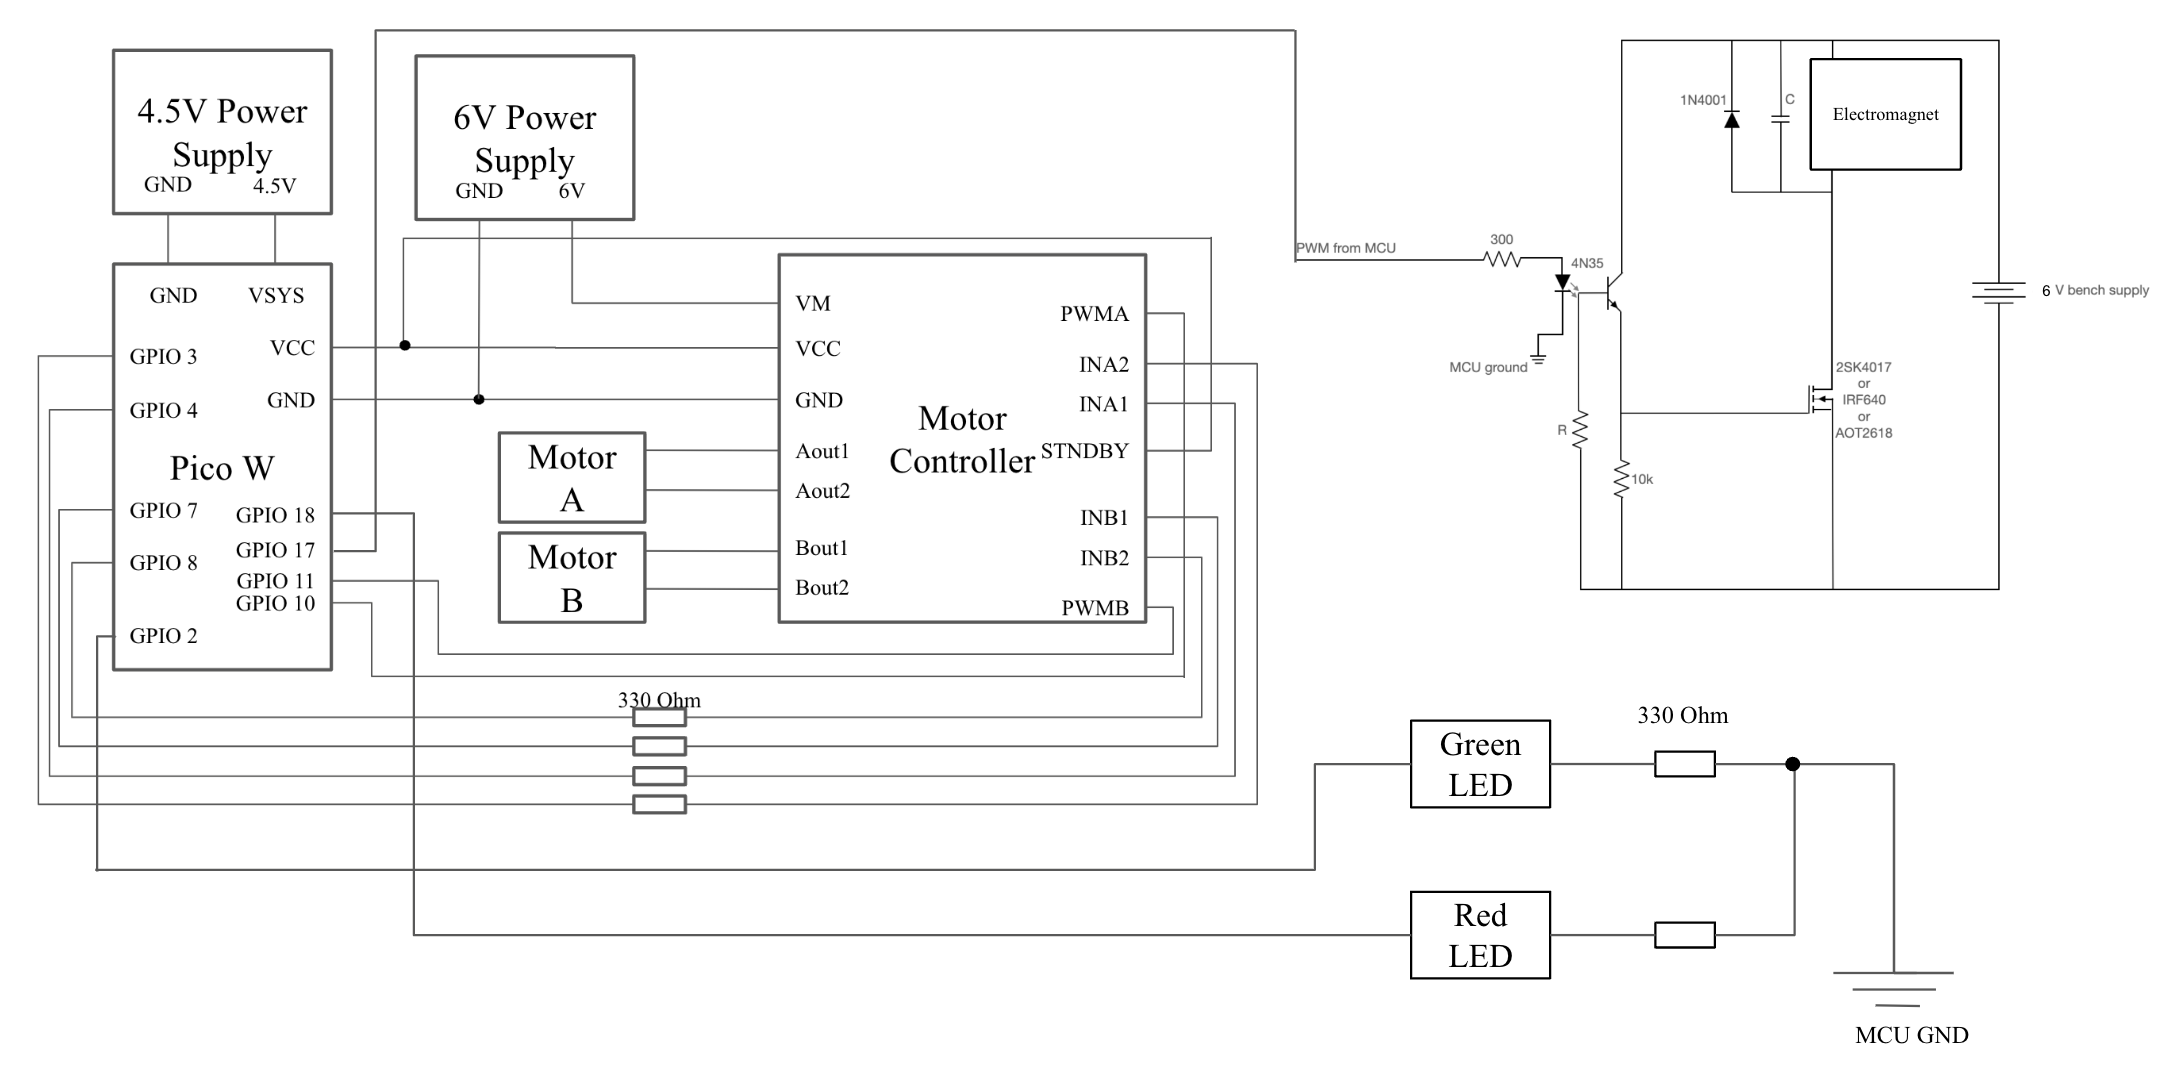 4.5V Power
Supply
GND
4.5V
6V Power
Supply
GND
6V
GND
VSYS
VCC
GND
GPIO 3
GPIO 4
Pico W
GPIO 7
GPIO 8
GPIO 2
GPIO 18
GPIO 17
GPIO 11
GPIO 10
Motor
A
Motor
B
VM
VCC
GND
Aout1
Aout2
Bout1
Bout2
Motor
Controller
PWMA
INA2
INA1
STNDBY
INB1
INB2
PWMB
330 Ohm
PWM from MCU
300
4N35
MCU ground
R
10k
1N4001
C
Electromagnet
2SK4017
or
IRF640
or
AOT2618
6 V bench supply
Green
LED
330 Ohm
Red
LED
MCU GND